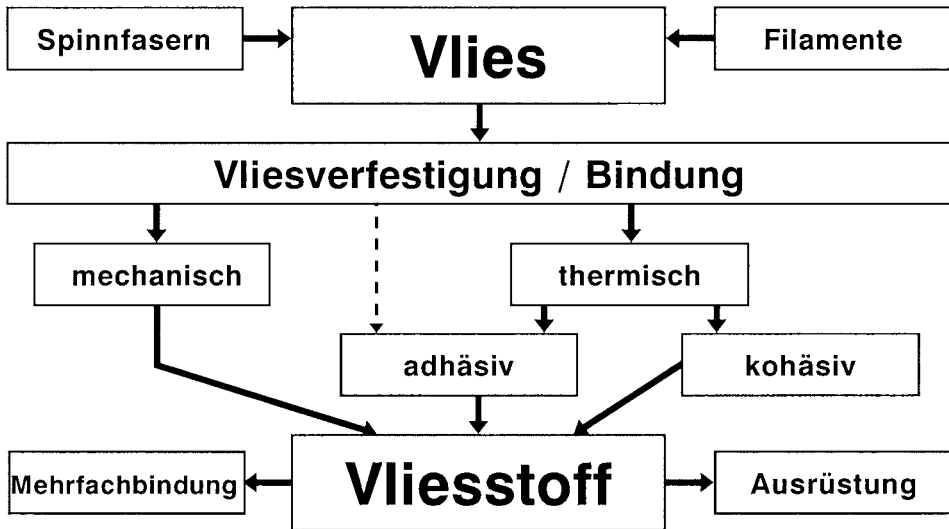 Spinnfasern
Vlies
Filamente
Vliesverfestigung / Bindung
mechanisch
thermisch
adhäsiv
kohäsiv
Mehrfachbindung
Vliesstoff
Ausrüstung